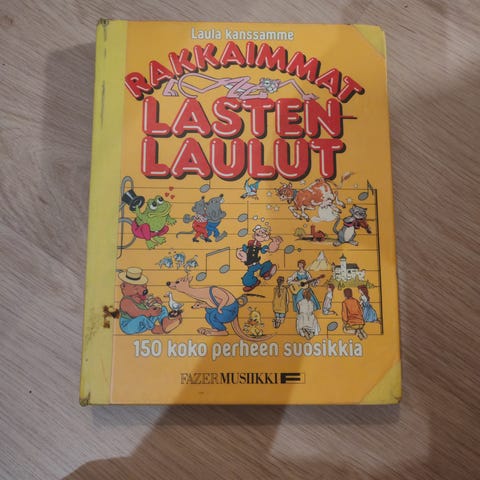 Laula kanssamme
RAKKAIMMAT
LASTEN-
LAULUT
150 koko perheen suosikkia
FAZER MUSIIKKI F